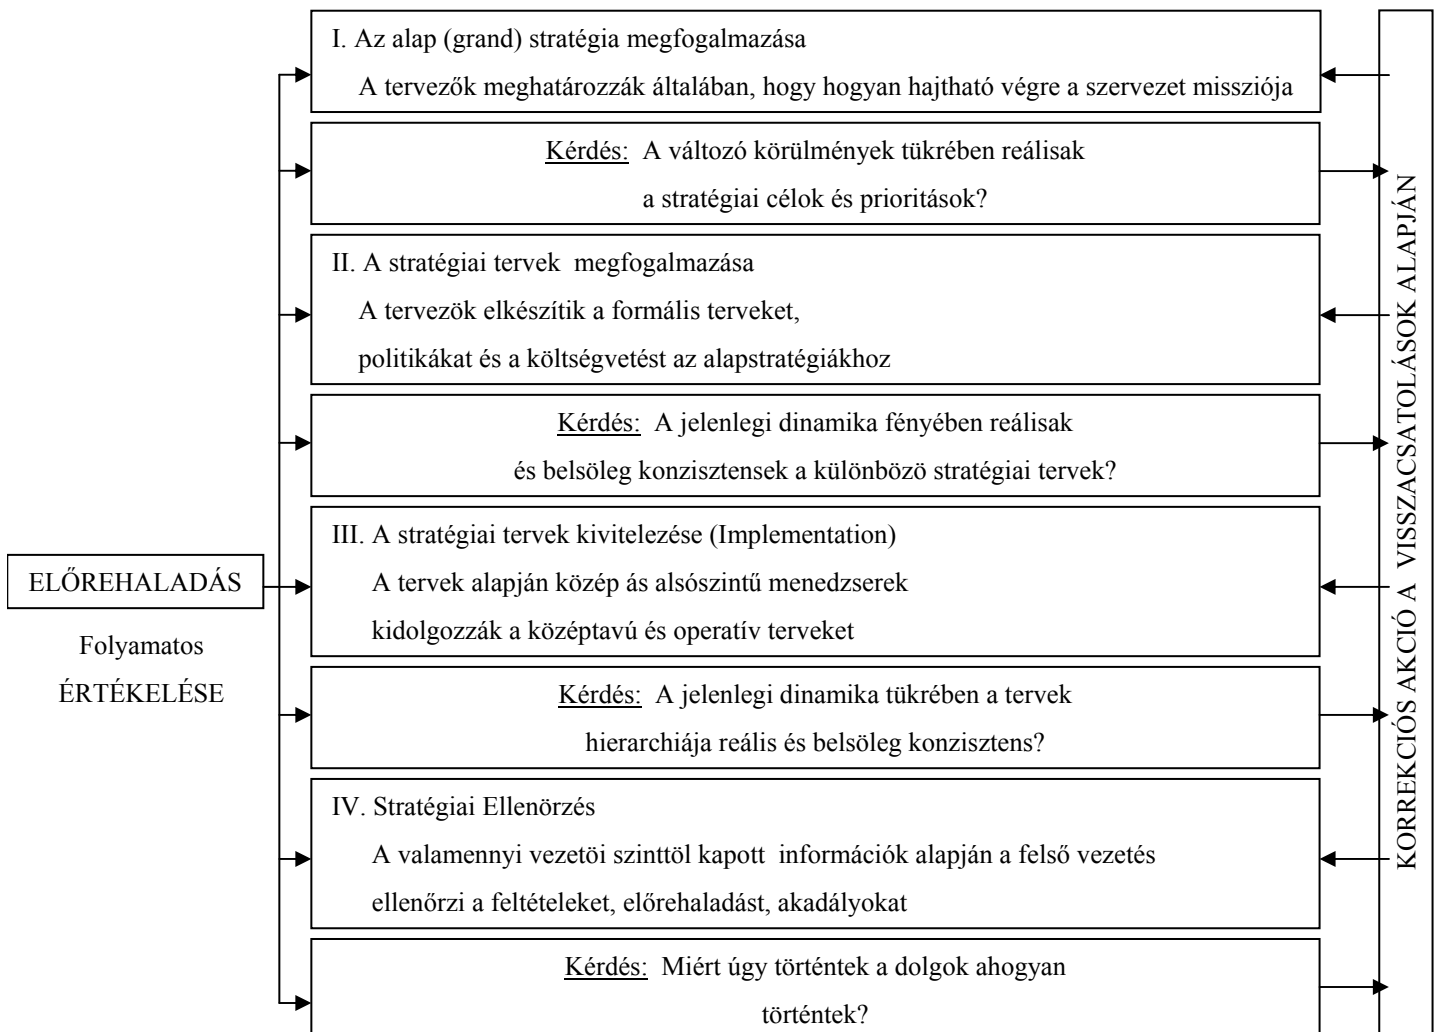 I. Az alap (grand) stratégia megfogalmazása
A tervezők meghatározzák általában, hogy hogyan hajtható végre a szervezet missziója
Kérdés: A változó körülmények tükrében reálisak
a stratégiai célok és prioritások?
II. A stratégiai tervek megfogalmazása
A tervezök elkészítik a formális terveket,
politikákat és a költségvetést az alapstratégiákhoz
Kérdés: A jelenlegi dinamika fényében reálisak
és belsöleg konzisztensek a különbözö stratégiai tervek?
III. A stratégiai tervek kivitelezése (Implementation)
A tervek alapján közép ás alsószintű menedzserek
kidolgozzák a középtavú és operatív terveket
Kérdés: A jelenlegi dinamika tükrében a tervek
hierarchiája reális és belsöleg konzisztens?
IV. Stratégiai Ellenörzés
A valamennyi vezetöi szinttöl kapott információk alapján a felső vezetés
ellenőrzi a feltételeket, előrehaladást, akadályokat
Kérdés: Miért úgy történtek a dolgok ahogyan
történtek?
ELŐREHALADÁS
Folyamatos
ÉRTÉKELÉSE
KORREKCIÓS AKCIÓ A VISSZACSATOLÁSOK ALAPJÁN